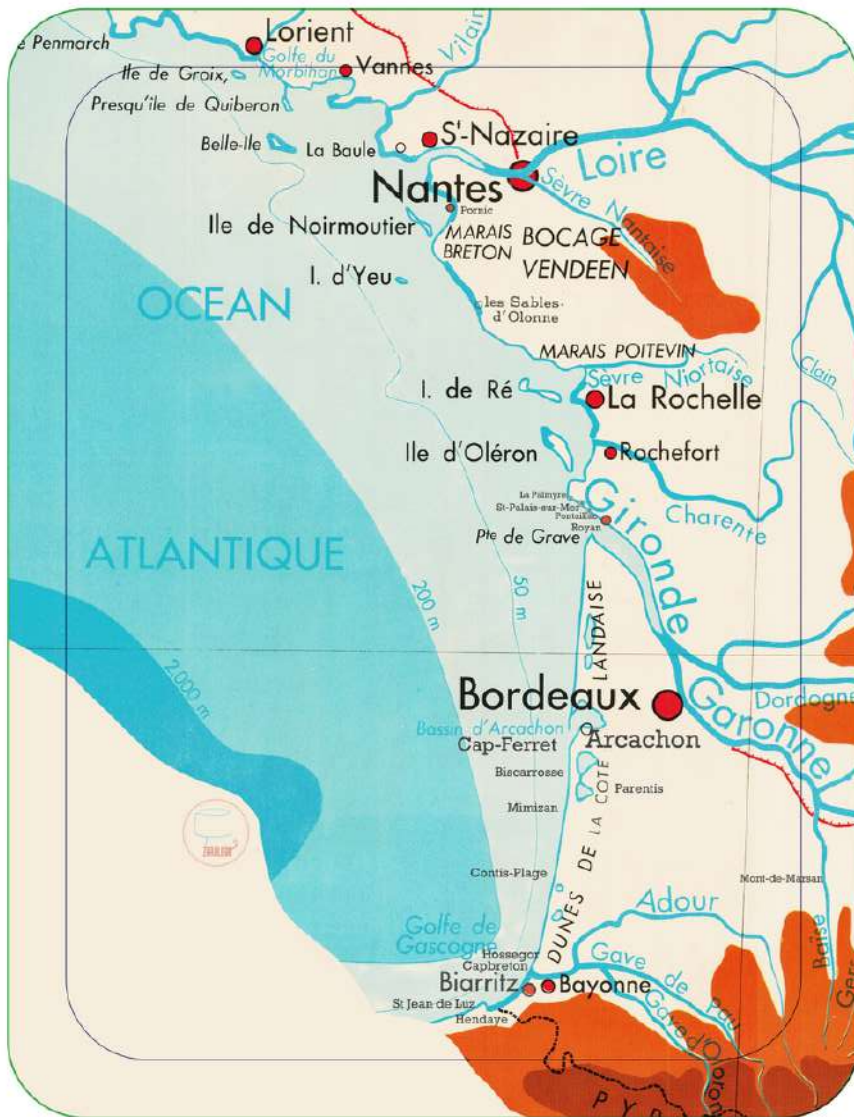 Penmarch
Lorient
Golfe du
Morbihan
Ile de Groix,
Vannes
Vilain
Presqu'île de Quiberon
Belle-Ile
La Baule
St-Nazaire
Loire
Nantes
Sèvre Nantaise
Pornic
Ile de Noirmoutier
MARAIS
BRETON
BOCAGE
VENDEEN
I. d'Yeu
OCEAN
les Sables-
d'Olonne
MARAIS POITEVIN
Sèvre Niortaise
Clain
I. de Ré
La Rochelle
Ile d'Oléron
Rochefort
La Palmyre
St-Palais-sur-Mer
Royan
Gironde
Charente
Pte de Grave
ATLANTIQUE
200 m
50 m
2.000 m
DUNES DE LA COTE LANDAISE
Bordeaux
Dordogne
Garonne
Bassin d'Arcachon
Cap-Ferret
Arcachon
Biscarrosse
Parentis
Mimizan
Contis-Plage
Mont-de-Marsan
Adour
Golfe de
Gascogne
Hossegor
Capbreton
Gave de Pau
Baïse
Gers
Biarritz
Bayonne
St Jean de Luz
Hendaye
Gave d'Oloron
P Y R